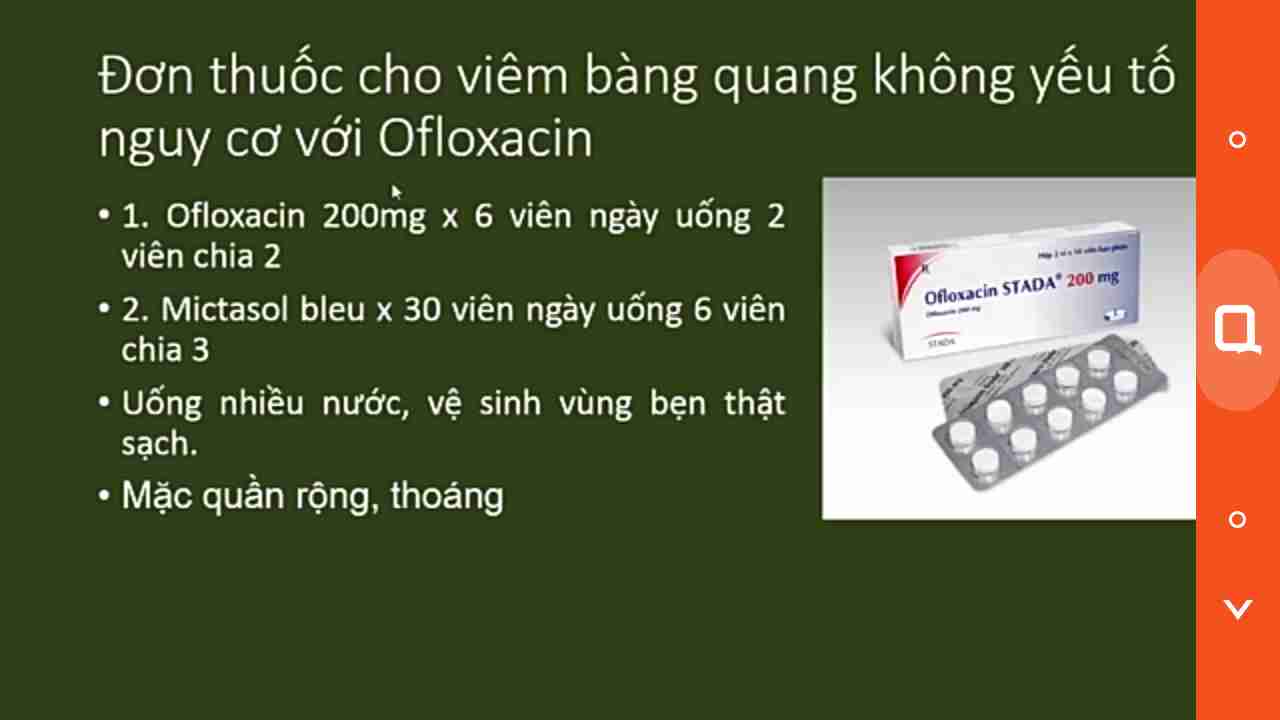 Đơn thuốc cho viêm bàng quang không yếu tố
nguy cơ với Ofloxacin
• 1. Ofloxacin 200mg x 6 viên ngày uống 2
viên chia 2
• 2. Mictasol bleu x 30 viên ngày uống 6 viên
chia 3
• Uống nhiều nước, vệ sinh vùng bẹn thật
sạch.
• Mặc quần rộng, thoáng
Ofloxacin STADA® 200 mg
Ofloxacin 200 mg
STADA